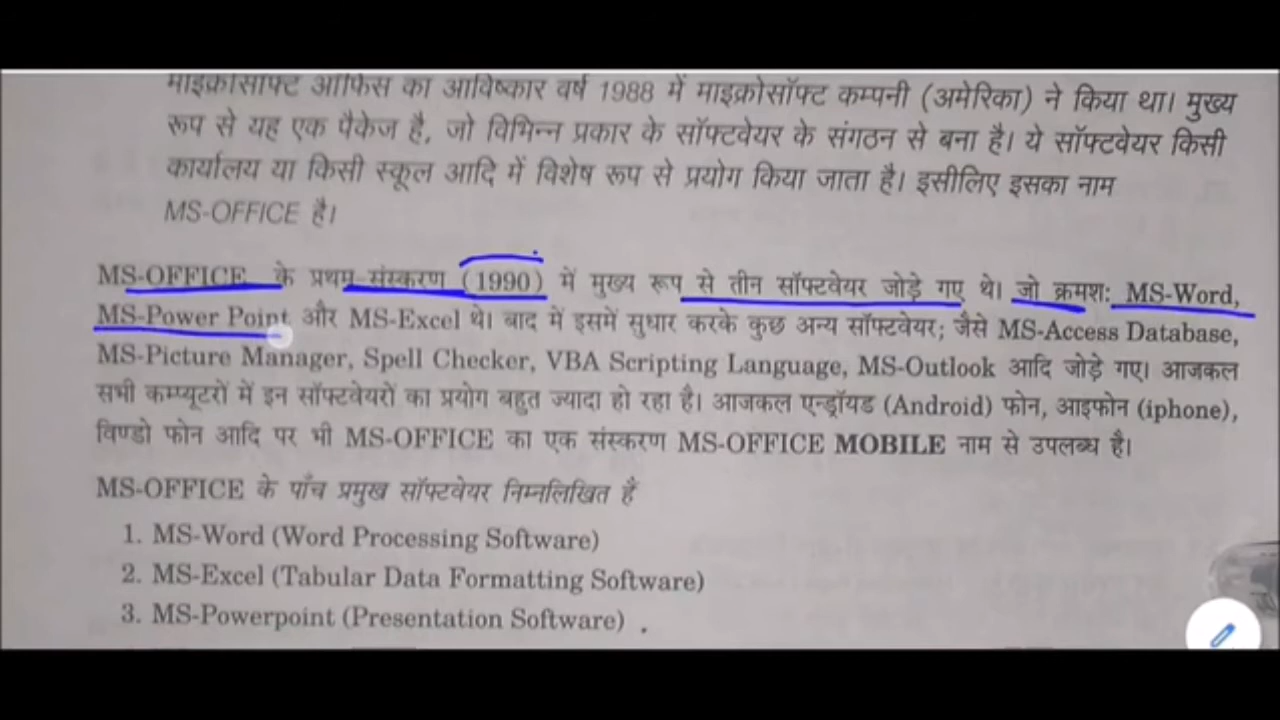 माइक्रोसॉफ्ट ऑफिस का आविष्कार वर्ष 1988 में माइक्रोसॉफ्ट कम्पनी (अमेरिका) ने किया था। मुख्य
रूप से यह एक पैकेज है, जो विभिन्न प्रकार के सॉफ्टवेयर के संगठन से बना है। ये सॉफ्टवेयर किसी
कार्यालय या किसी स्कूल आदि में विशेष रूप से प्रयोग किया जाता है। इसीलिए इसका नाम
MS-OFFICE है।
MS-OFFICE के प्रथम संस्करण (1990) में मुख्य रूप से तीन सॉफ्टवेयर जोड़े गए थे। जो क्रमश: MS-Word,
MS-Power Point और MS-Excel थे। बाद में इसमें सुधार करके कुछ अन्य सॉफ्टवेयर; जैसे MS-Access Database,
MS-Picture Manager, Spell Checker, VBA Scripting Language, MS-Outlook आदि जोड़े गए। आजकल
सभी कम्प्यूटरों में इन सॉफ्टवेयरों का प्रयोग बहुत ज्यादा हो रहा है। आजकल एन्ड्रॉयड (Android) फोन, आइफोन (iphone),
विण्डो फोन आदि पर भी MS-OFFICE का एक संस्करण MS-OFFICE MOBILE नाम से उपलब्ध है।
MS-OFFICE के पाँच प्रमुख सॉफ्टवेयर निम्नलिखित हैं
1. MS-Word (Word Processing Software)
2. MS-Excel (Tabular Data Formatting Software)
3. MS-Powerpoint (Presentation Software)